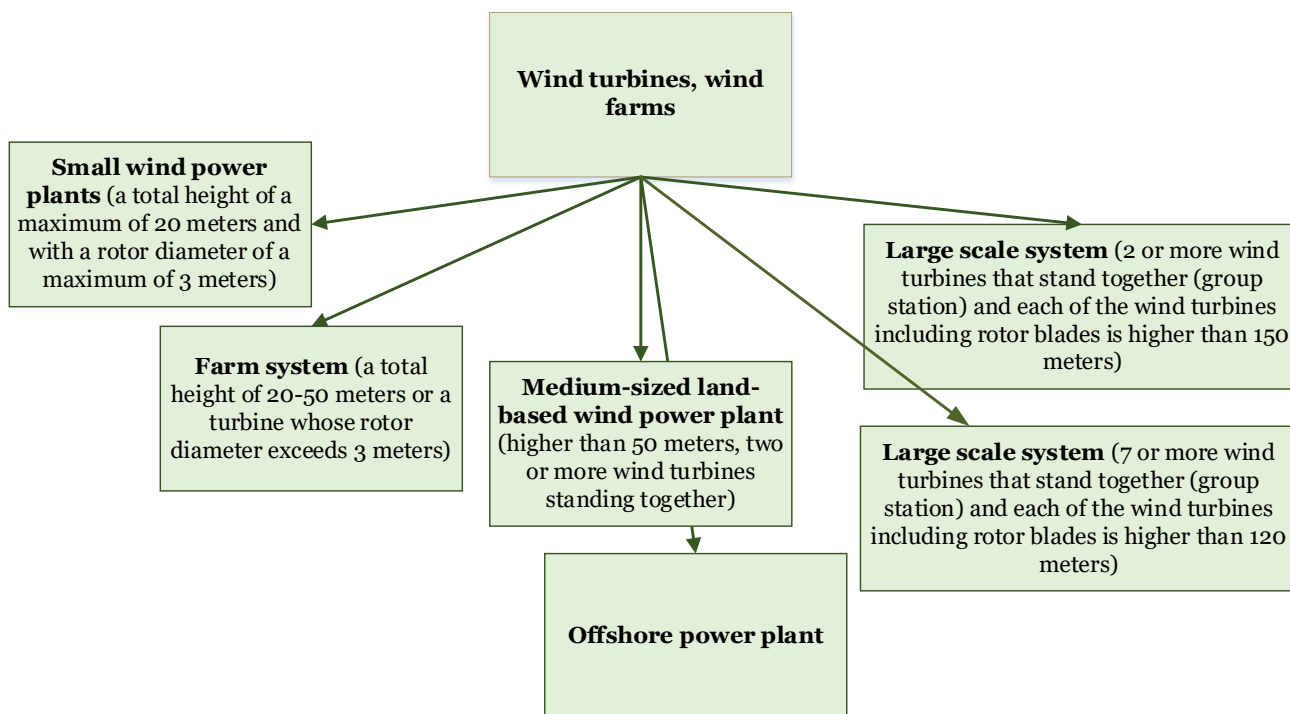 Wind turbines, wind
farms
Small wind power
plants (a total height of a
maximum of 20 meters and
with a rotor diameter of a
maximum of 3 meters)
Farm system (a total
height of 20-50 meters or a
turbine whose rotor
diameter exceeds 3 meters)
Medium-sized land-
based wind power plant
(higher than 50 meters, two
or more wind turbines
standing together)
Offshore power plant
Large scale system (2 or more wind
turbines that stand together (group
station) and each of the wind turbines
including rotor blades is higher than 150
meters)
Large scale system (7 or more wind
turbines that stand together (group
station) and each of the wind turbines
including rotor blades is higher than 120
meters)